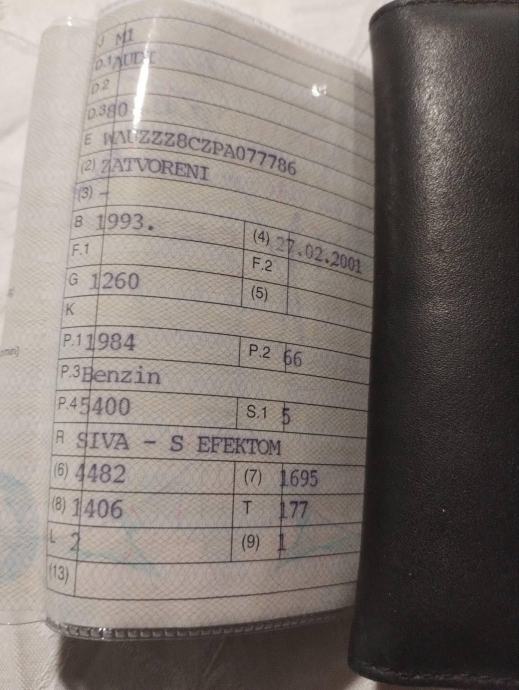 J M1
D.1 AUDI
D.2
D.3 80
E WAUZZZ8CZPA077786
(2) ZATVORENI
(3) -
B 1993. (4) 27.02.2001
F.1 F.2
G 1260 (5)
K
P.1 1984 P.2 66
P.3 Benzin
P.4 5400 S.1 5
R SIVA - S EFEKTOM
(6) 4482 (7) 1695
(8) 1406 T 177
L 2 (9) 1
(13)